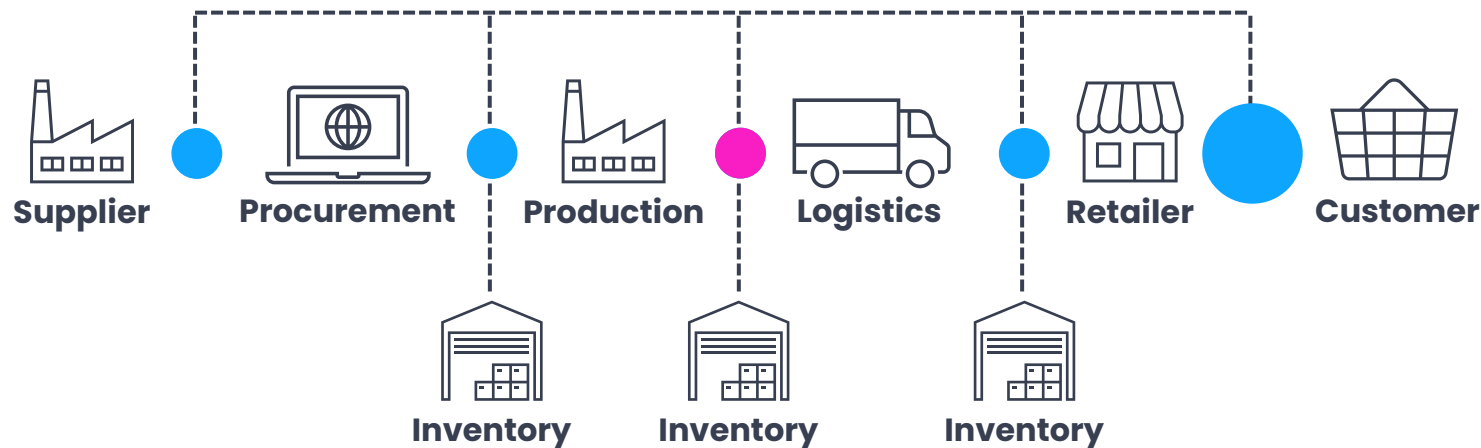 Supplier
Procurement
Production
Logistics
Retailer
Customer
Inventory
Inventory
Inventory